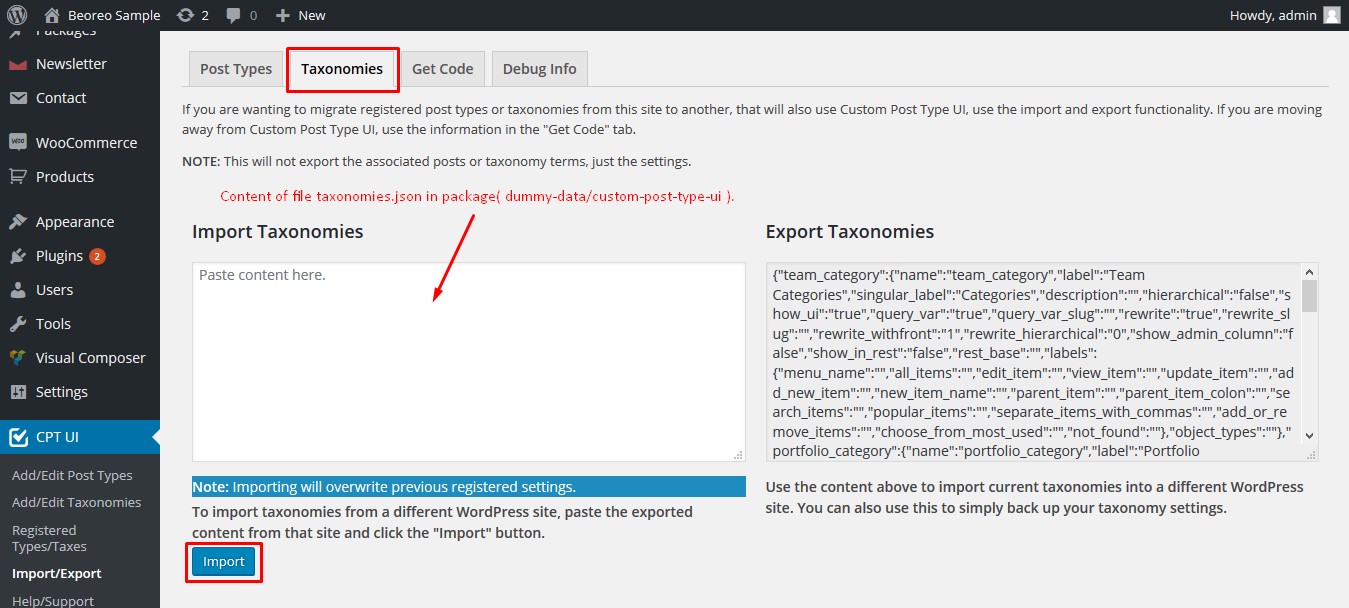 Beoreo Sample 2 0 New Howdy, admin
Packages
Newsletter
Contact
WooCommerce
Products
Appearance
Plugins 2
Users
Tools
Visual Composer
Settings
CPT UI
Add/Edit Post Types
Add/Edit Taxonomies
Registered
Types/Taxes
Import/Export
Help/Support
Post Types Taxonomies Get Code Debug Info
If you are wanting to migrate registered post types or taxonomies from this site to another, that will also use Custom Post Type UI, use the import and export functionality. If you are moving
away from Custom Post Type UI, use the information in the "Get Code" tab.
NOTE: This will not export the associated posts or taxonomy terms, just the settings.
Content of file taxonomies.json in package( dummy-data/custom-post-type-ui ).
Import Taxonomies
Paste content here.
Note: Importing will overwrite previous registered settings.
To import taxonomies from a different WordPress site, paste the exported
content from that site and click the "Import" button.
Import
Export Taxonomies
{"team_category":{"name":"team_category","label":"Team
Categories","singular_label":"Categories","description":"","hierarchical":"false","s
how_ui":"true","query_var":"true","query_var_slug":"","rewrite":"true","rewrite_sl
ug":"","rewrite_withfront":"1","rewrite_hierarchical":"0","show_admin_column":"f
alse","show_in_rest":"false","rest_base":"","labels":
{"menu_name":"","all_items":"","edit_item":"","view_item":"","update_item":"","ad
d_new_item":"","new_item_name":"","parent_item":"","parent_item_colon":"","se
arch_items":"","popular_items":"","separate_items_with_commas":"","add_or_re
move_items":"","choose_from_most_used":"","not_found":""},"object_types":""},"
portfolio_category":{"name":"portfolio_category","label":"Portfolio
Use the content above to import current taxonomies into a different WordPress
site. You can also use this to simply back up your taxonomy settings.